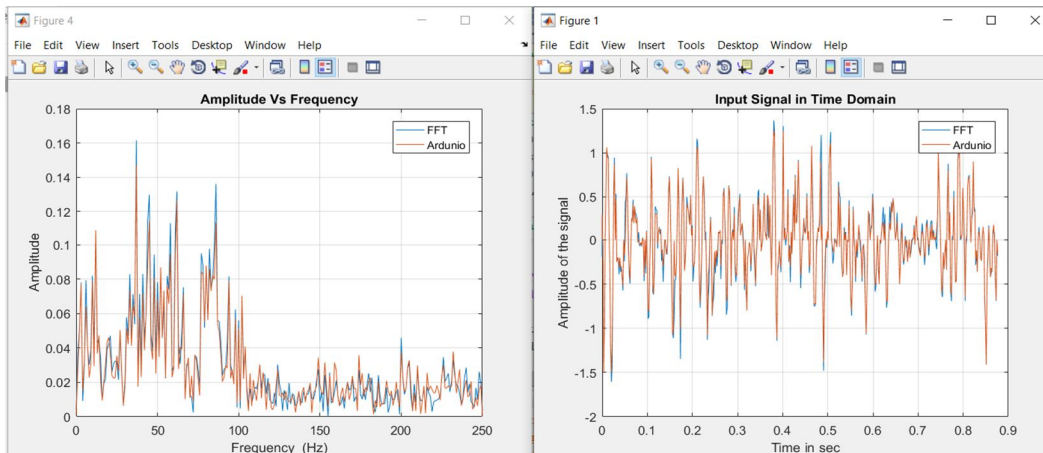 Figure 4
File Edit View Insert Tools Desktop Window Help
Amplitude Vs Frequency
FFT
Ardunio
Amplitude
0.18
0.16
0.14
0.12
0.1
0.08
0.06
0.04
0.02
0
0 50 100 150 200 250
Frequency (Hz)
Figure 1
File Edit View Insert Tools Desktop Window Help
Input Signal in Time Domain
FFT
Ardunio
Amplitude of the signal
1.5
1
0.5
0
-0.5
-1
-1.5
-2
0 0.1 0.2 0.3 0.4 0.5 0.6 0.7 0.8 0.9
Time in sec